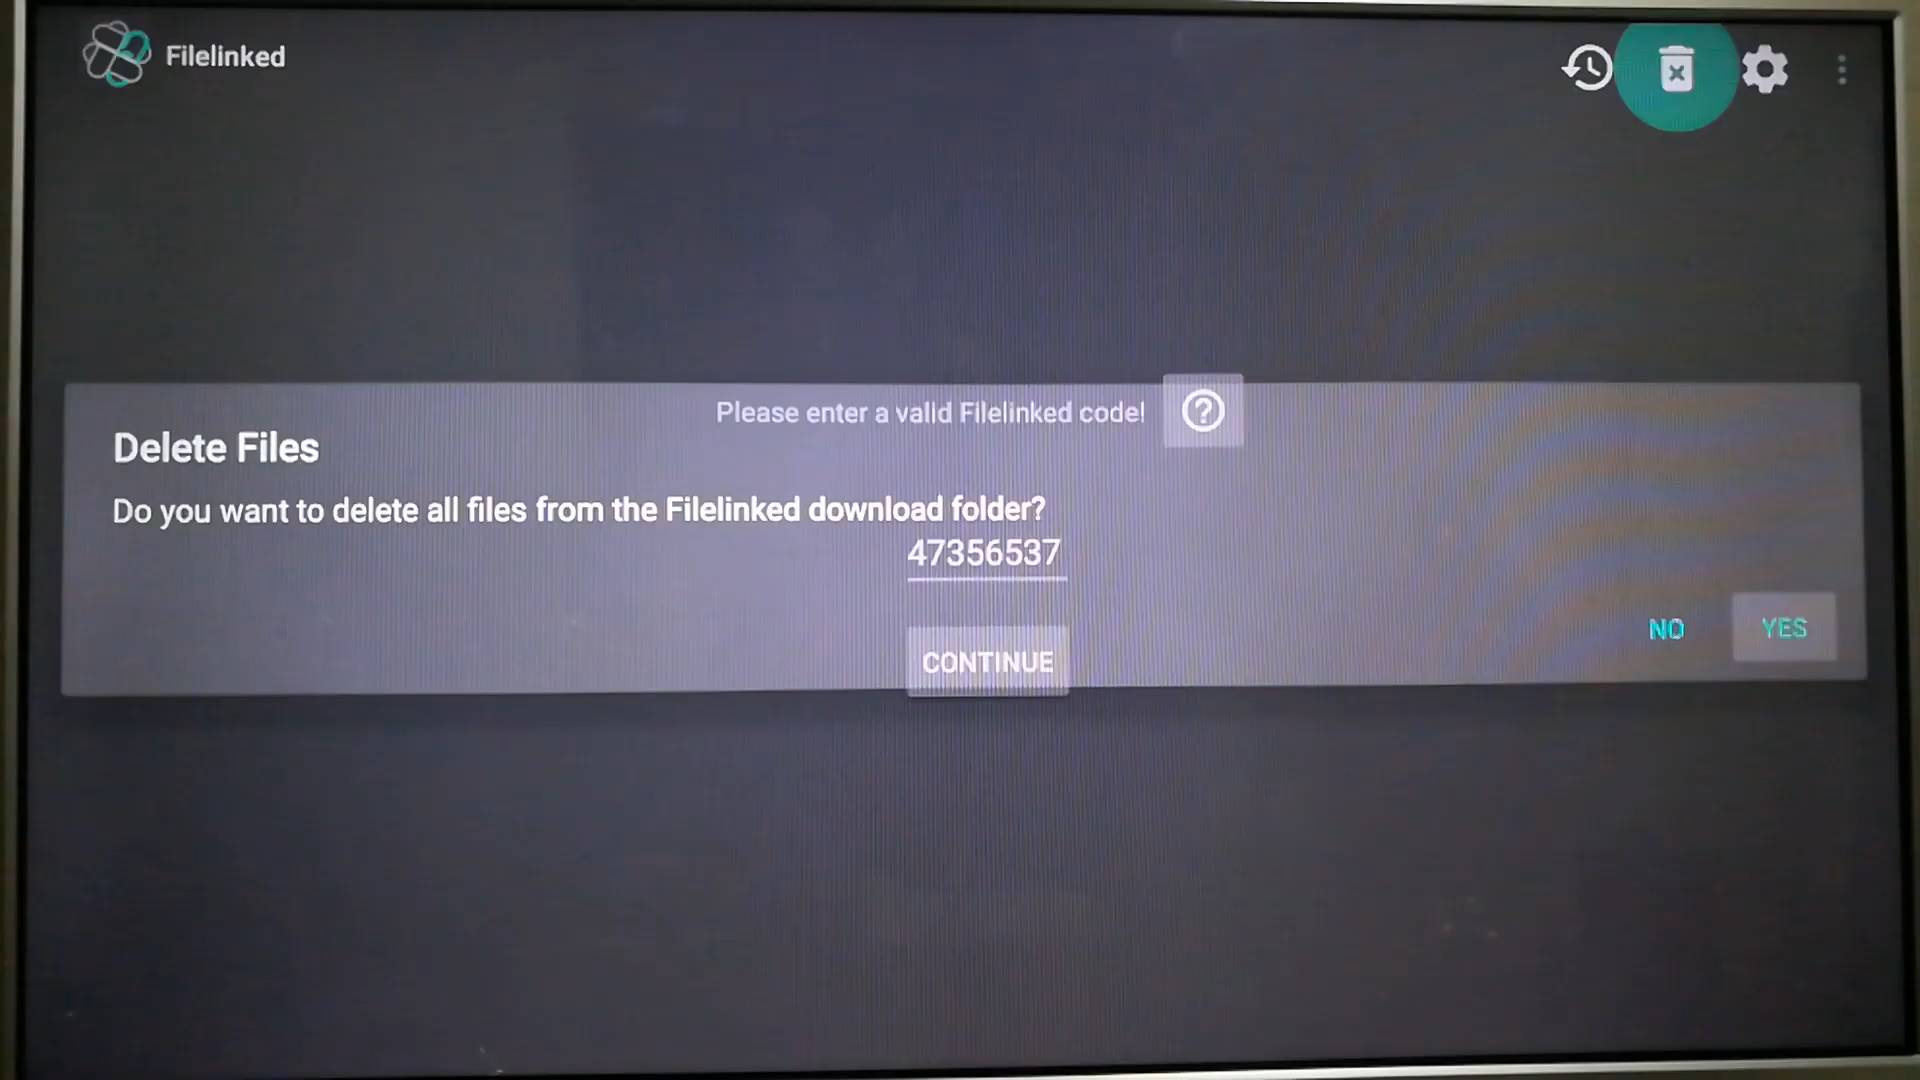 Filelinked
Please enter a valid Filelinked code!
Delete Files
Do you want to delete all files from the Filelinked download folder?
47356537
NO
YES
CONTINUE